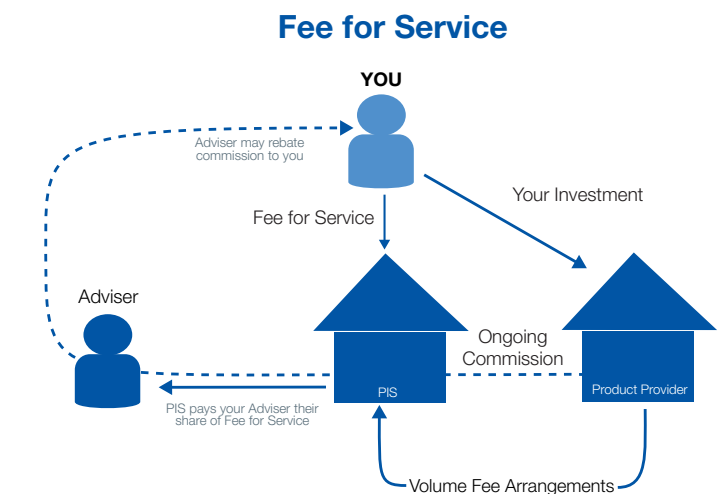 Fee for Service
YOU
Adviser may rebate
commission to you
Your Investment
Fee for Service
Adviser
Ongoing
Commission
PIS
Product Provider
PIS pays your Adviser their
share of Fee for Service
Volume Fee Arrangements